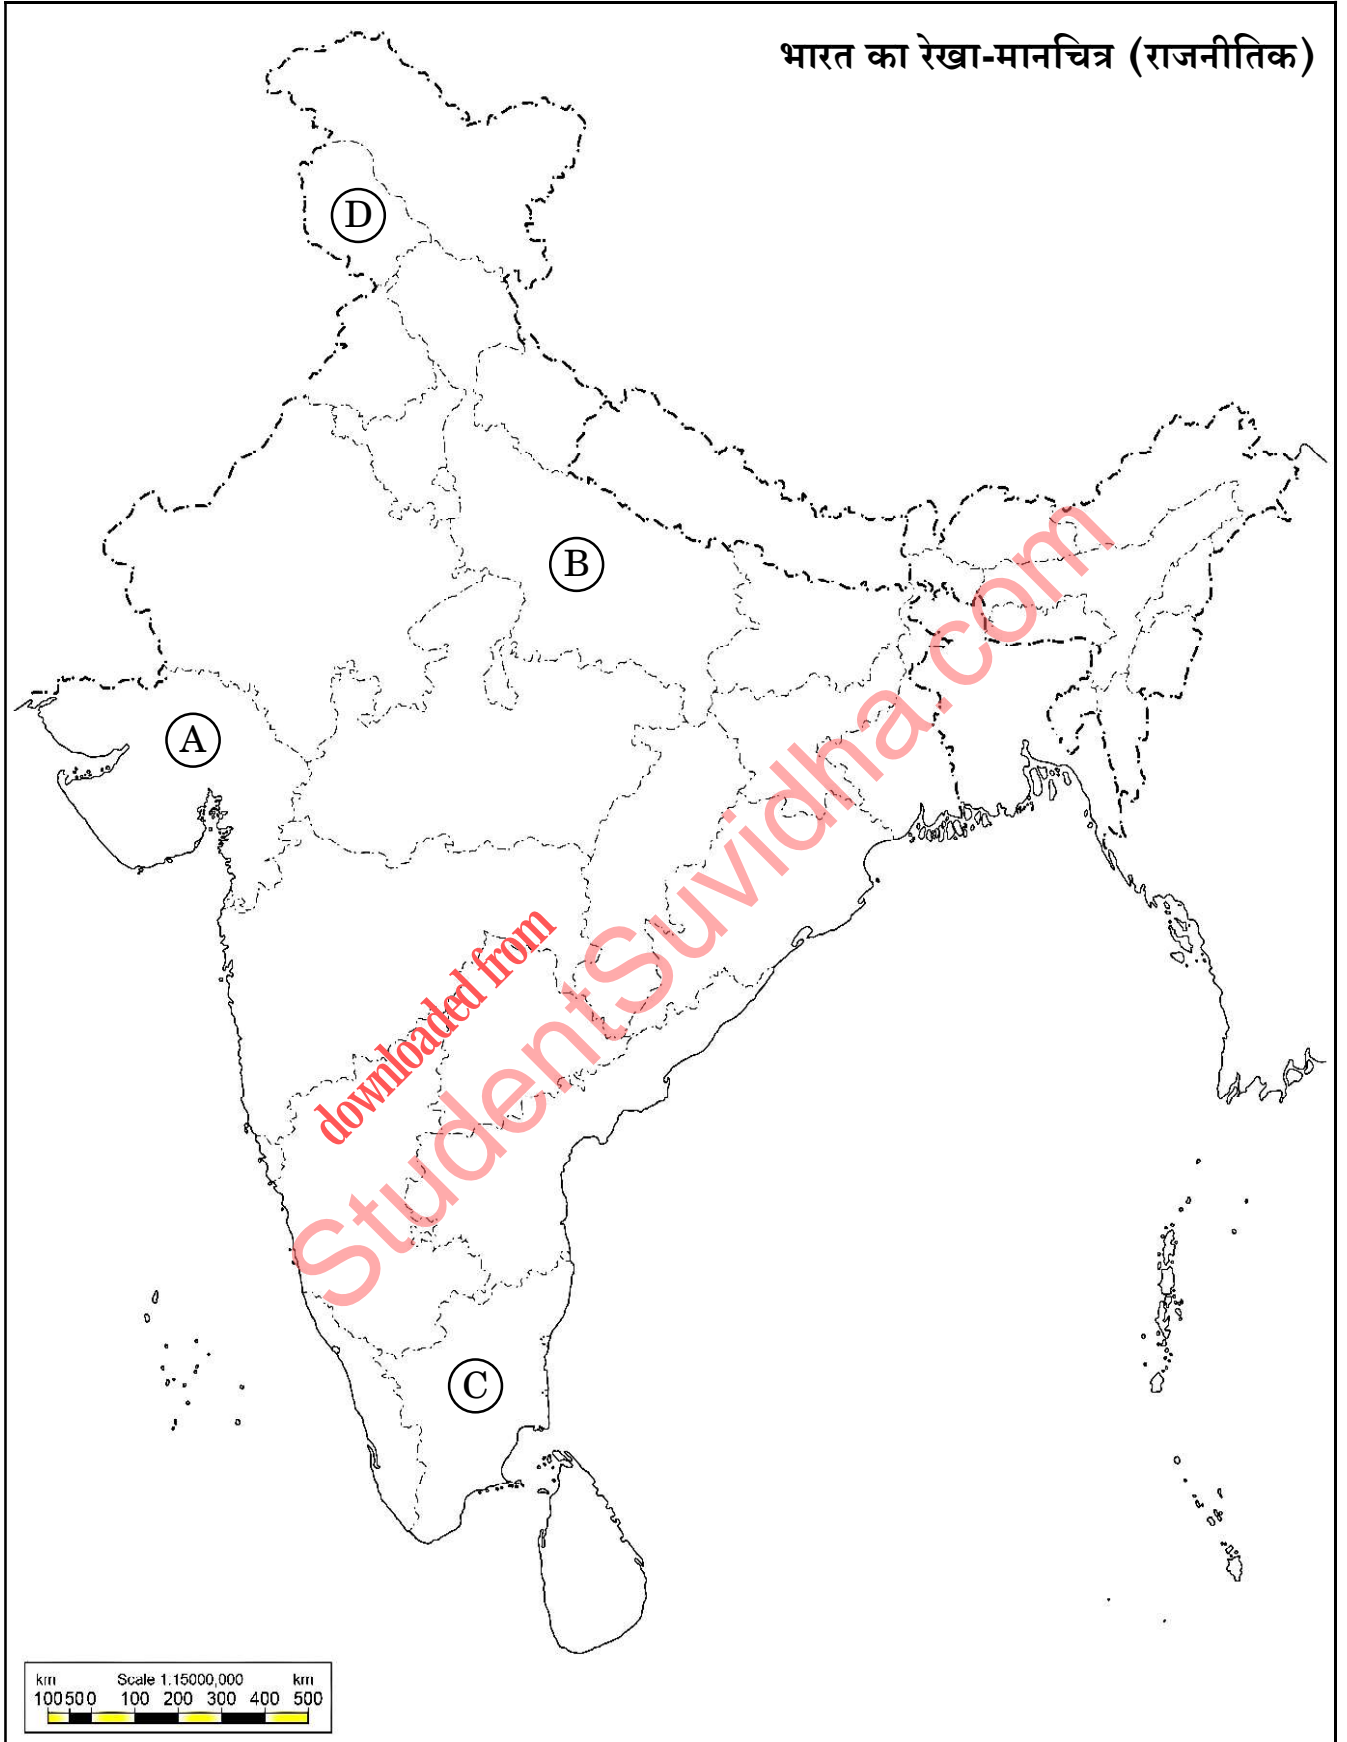 भारत का रेखा-मानचित्र (राजनीतिक)
D
B
A
downloaded from
StudentSuvidha.com
C
km Scale 1:15000,000 km
100 50 0 100 200 300 400 500